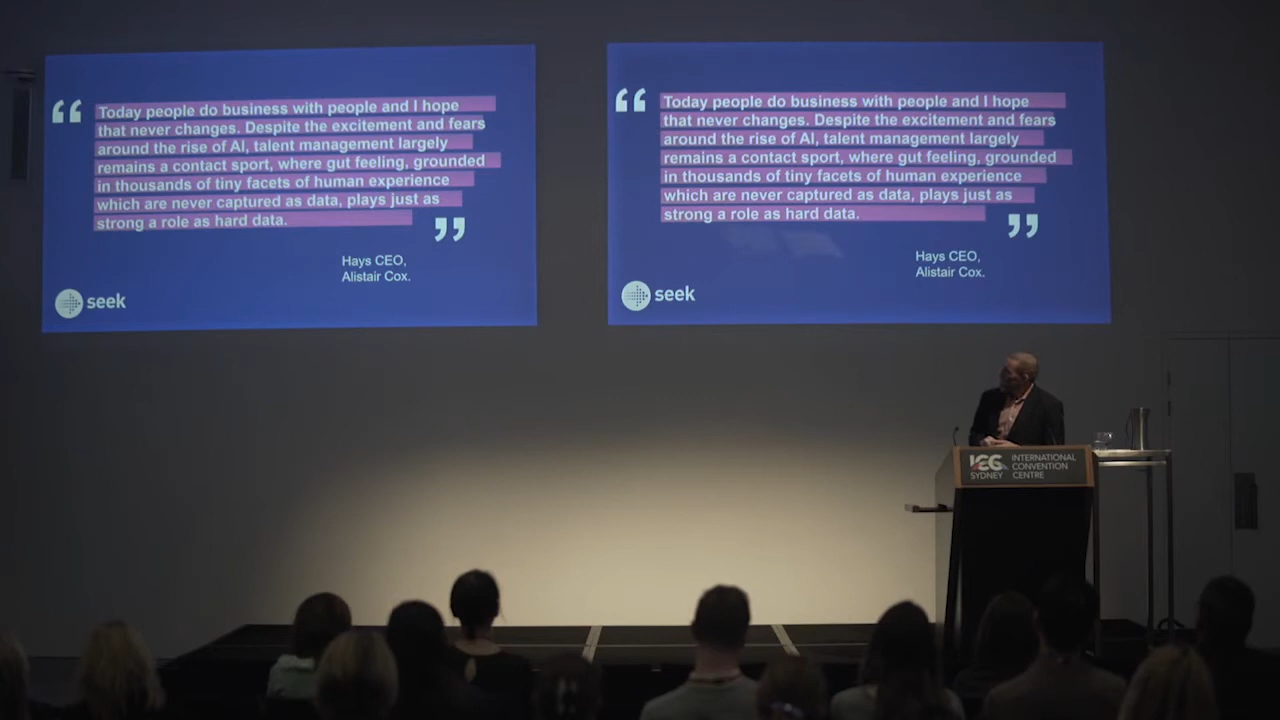 “
Today people do business with people and I hope
that never changes. Despite the excitement and fears
around the rise of AI, talent management largely
remains a contact sport, where gut feeling, grounded
in thousands of tiny facets of human experience
which are never captured as data, plays just as
strong a role as hard data.
”
Hays CEO,
Alistair Cox.
seek
“
Today people do business with people and I hope
that never changes. Despite the excitement and fears
around the rise of AI, talent management largely
remains a contact sport, where gut feeling, grounded
in thousands of tiny facets of human experience
which are never captured as data, plays just as
strong a role as hard data.
”
Hays CEO,
Alistair Cox.
seek
ICC
SYDNEY
INTERNATIONAL
CONVENTION
CENTRE